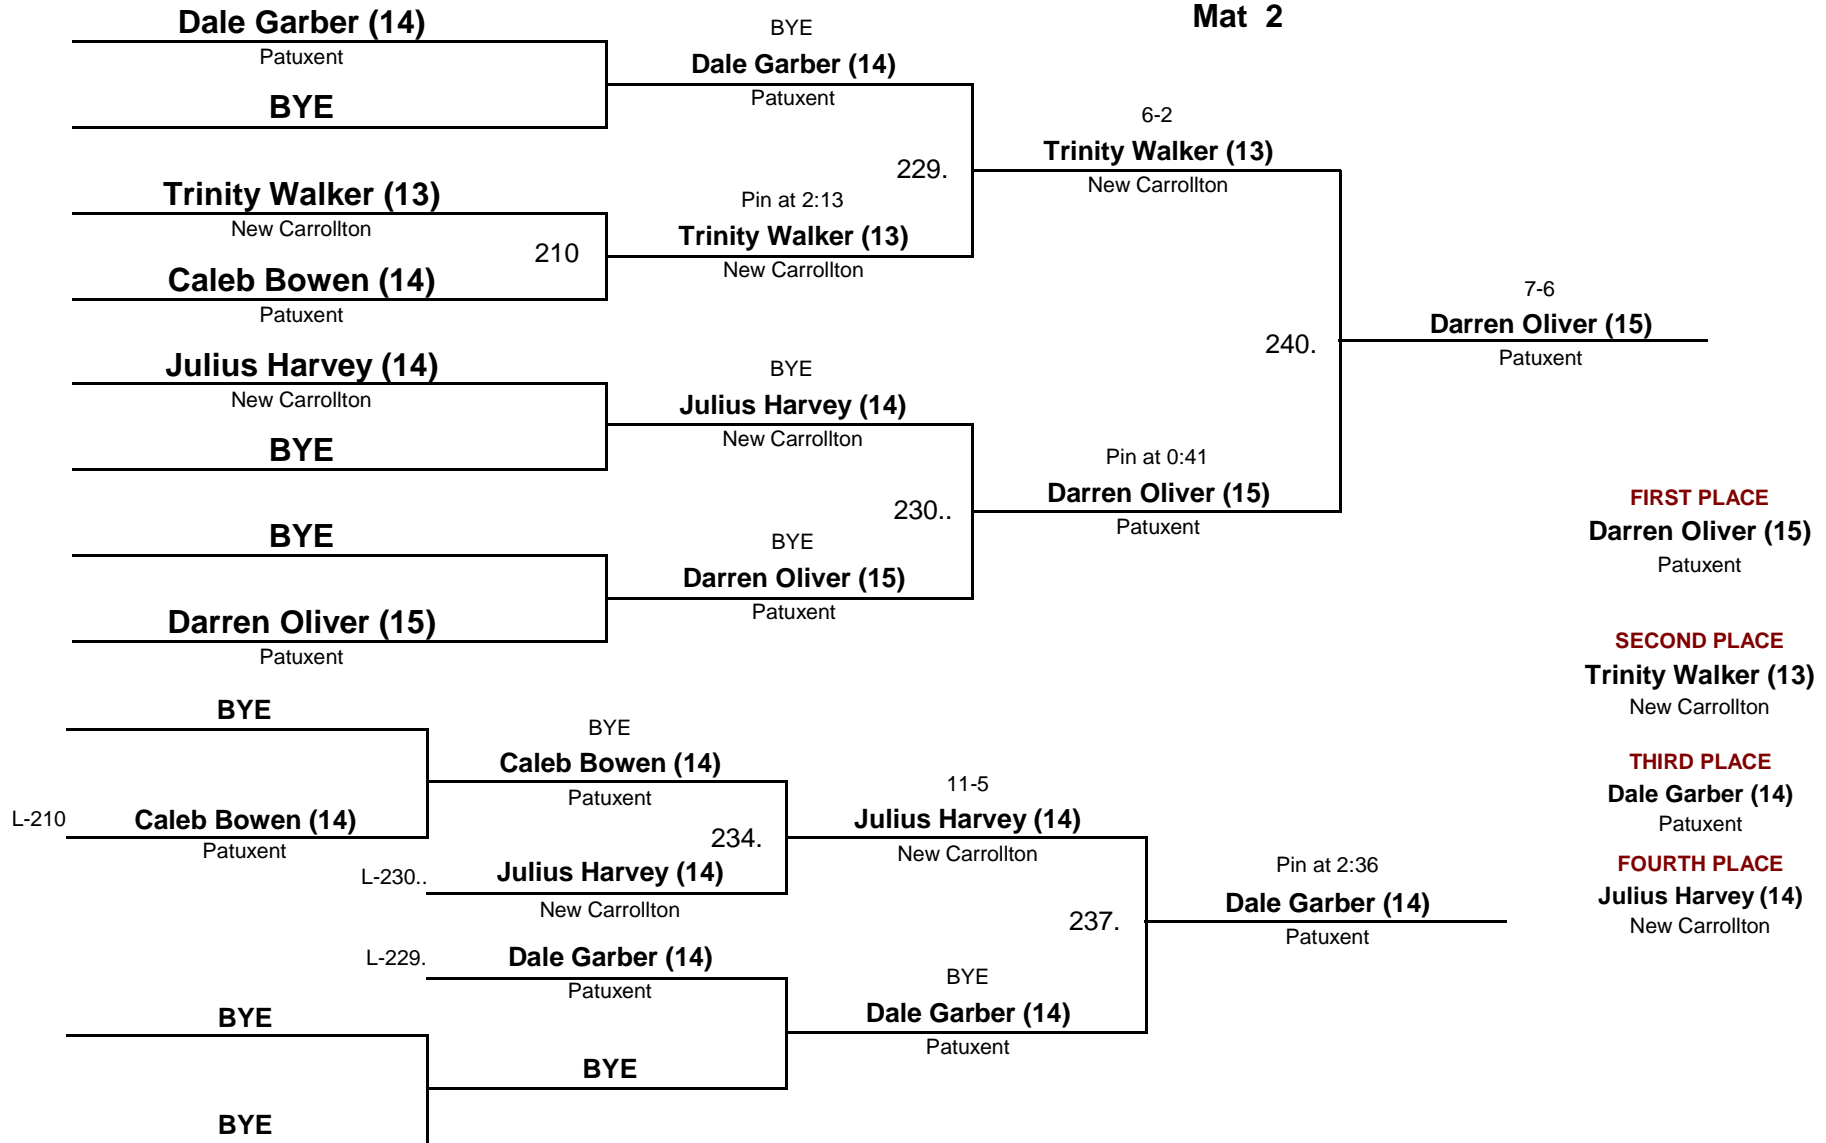 Mat 2
Dale Garber (14)
Patuxent
BYE
Trinity Walker (13)
New Carrollton
210
Caleb Bowen (14)
Patuxent
Julius Harvey (14)
New Carrollton
BYE
BYE
Darren Oliver (15)
Patuxent
BYE
Dale Garber (14)
Patuxent
229.
Pin at 2:13
Trinity Walker (13)
New Carrollton
BYE
Julius Harvey (14)
New Carrollton
230..
BYE
Darren Oliver (15)
Patuxent
6-2
Trinity Walker (13)
New Carrollton
240.
Pin at 0:41
Darren Oliver (15)
Patuxent
7-6
Darren Oliver (15)
Patuxent
FIRST PLACE
Darren Oliver (15)
Patuxent
SECOND PLACE
Trinity Walker (13)
New Carrollton
THIRD PLACE
Dale Garber (14)
Patuxent
FOURTH PLACE
Julius Harvey (14)
New Carrollton
BYE
L-210
Caleb Bowen (14)
Patuxent
BYE
BYE
BYE
Caleb Bowen (14)
Patuxent
234.
L-230..
Julius Harvey (14)
New Carrollton
L-229.
Dale Garber (14)
Patuxent
BYE
11-5
Julius Harvey (14)
New Carrollton
237.
BYE
Dale Garber (14)
Patuxent
Pin at 2:36
Dale Garber (14)
Patuxent